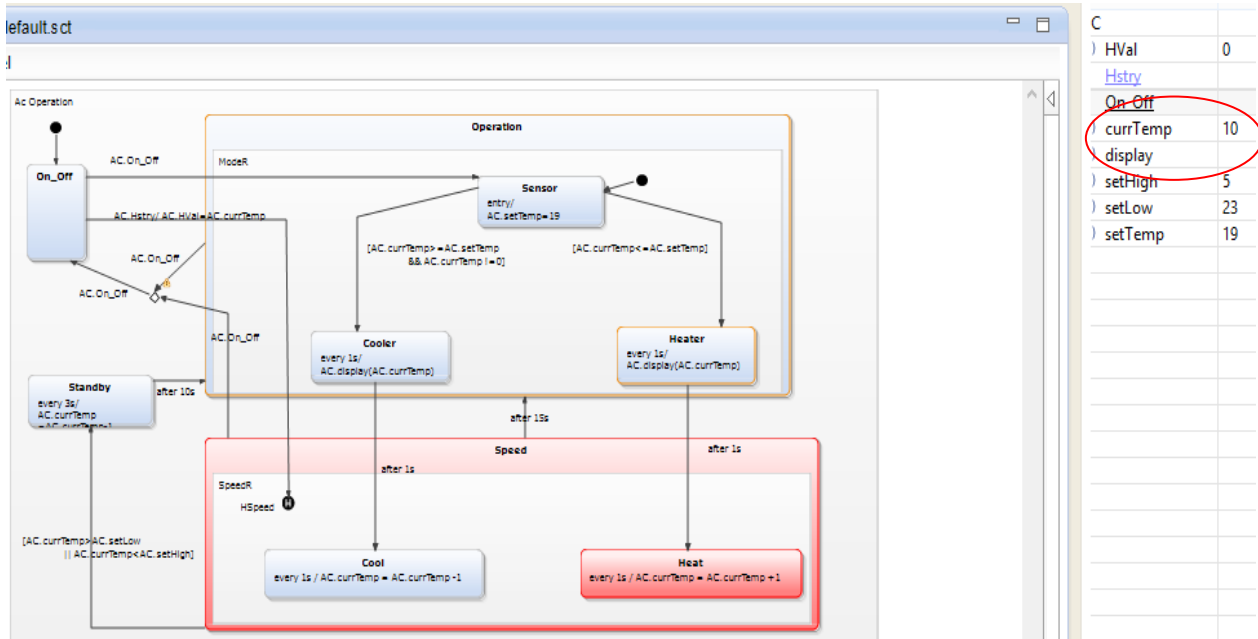 default.sct
el
Ac Operation
On_Off
AC.On_Off
AC.Hstry/ AC.HVal=AC.currTemp
AC.On_Off
AC.On_Off
AC.On_Off
Operation
ModeR
Sensor
entry/
AC.setTemp=19
[AC.currTemp>=AC.setTemp
&& AC.currTemp !=0]
[AC.currTemp<=AC.setTemp]
Cooler
every 1s/
AC.display(AC.currTemp)
Heater
every 1s/
AC.display(AC.currTemp)
Standby
every 3s/
AC.currTemp
=AC.currTemp-1
after 10s
after 15s
after 1s
after 1s
Speed
SpeedR
HSpeed
H
[AC.currTemp>AC.setLow
|| AC.currTemp<AC.setHigh]
Cool
every 1s / AC.currTemp = AC.currTemp -1
Heat
every 1s / AC.currTemp = AC.currTemp +1
C
HVal 0
Hstry
On_Off
currTemp 10
display
setHigh 5
setLow 23
setTemp 19